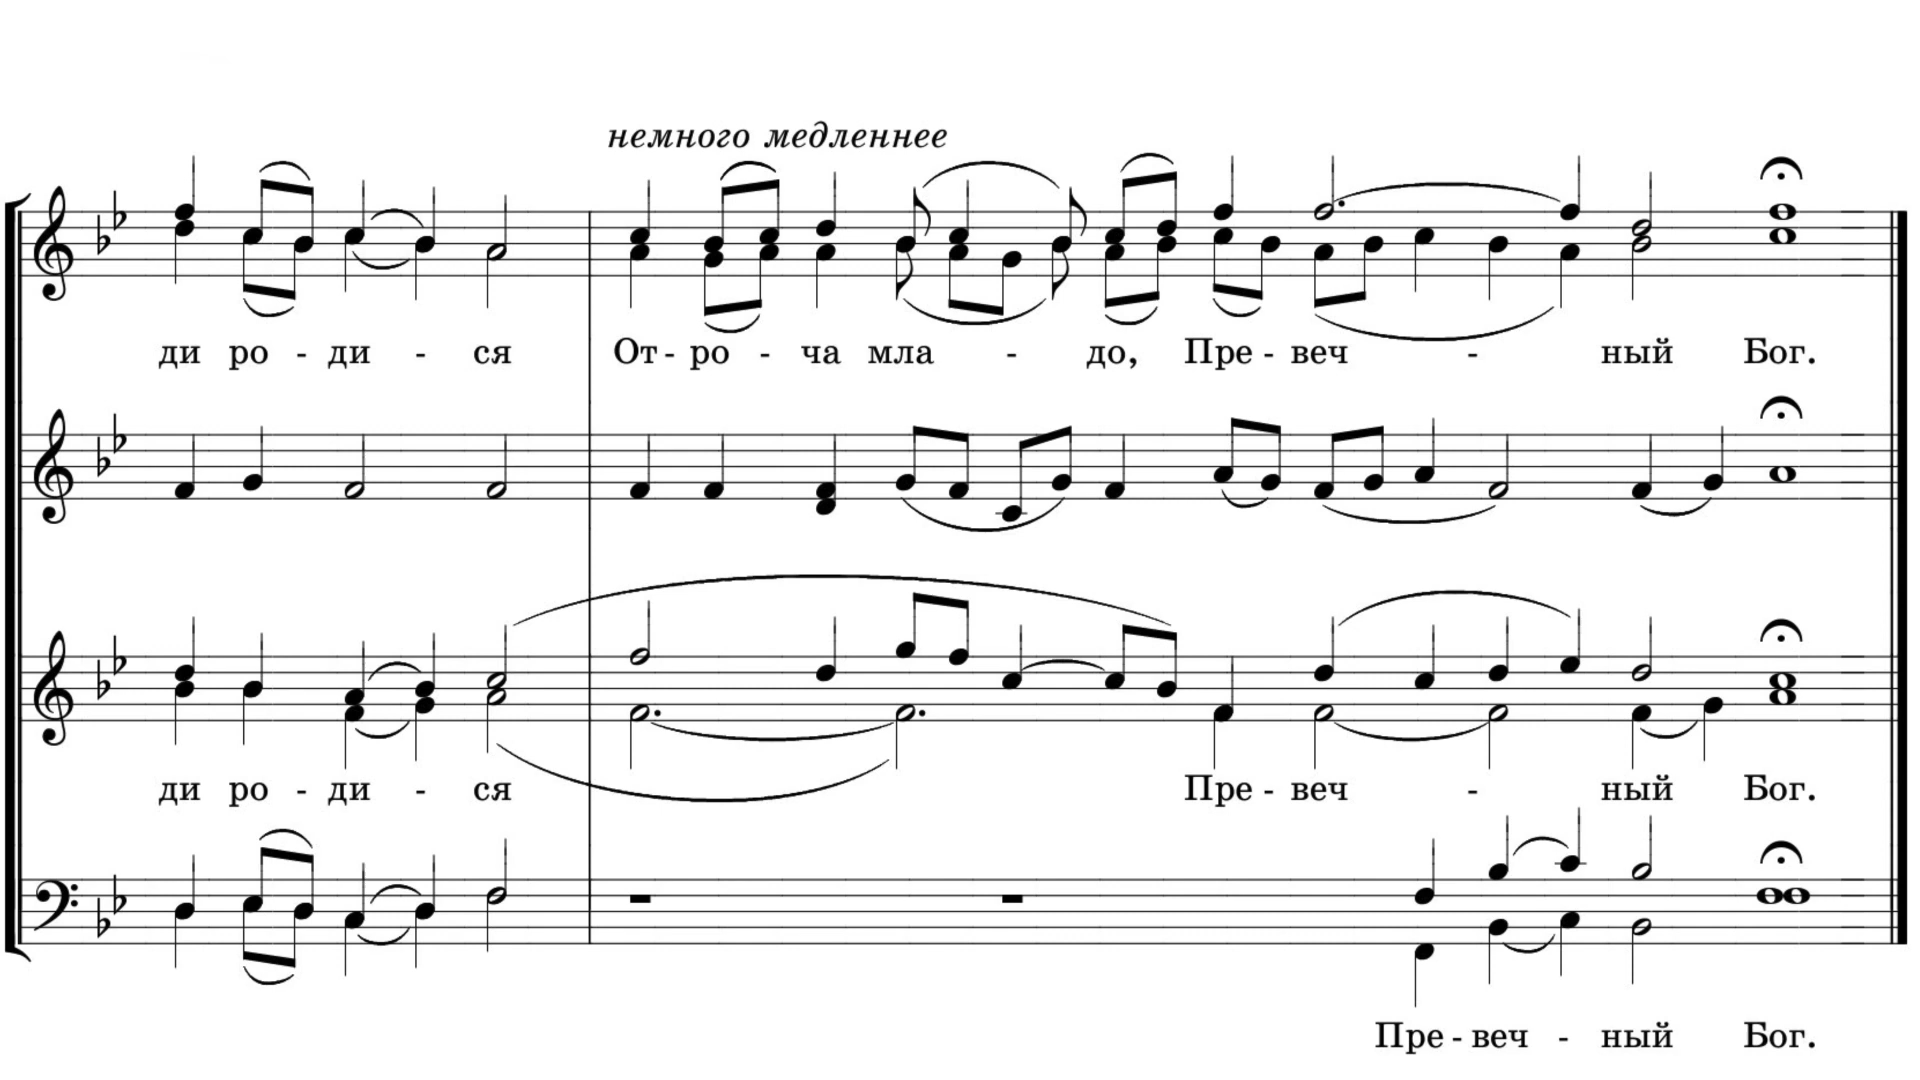 немного медленнее
ди ро - ди - ся От - ро - ча мла - до, Пре - веч - ный Бог.
ди ро - ди - ся Пре - веч - ный Бог.
Пре - веч - ный Бог.